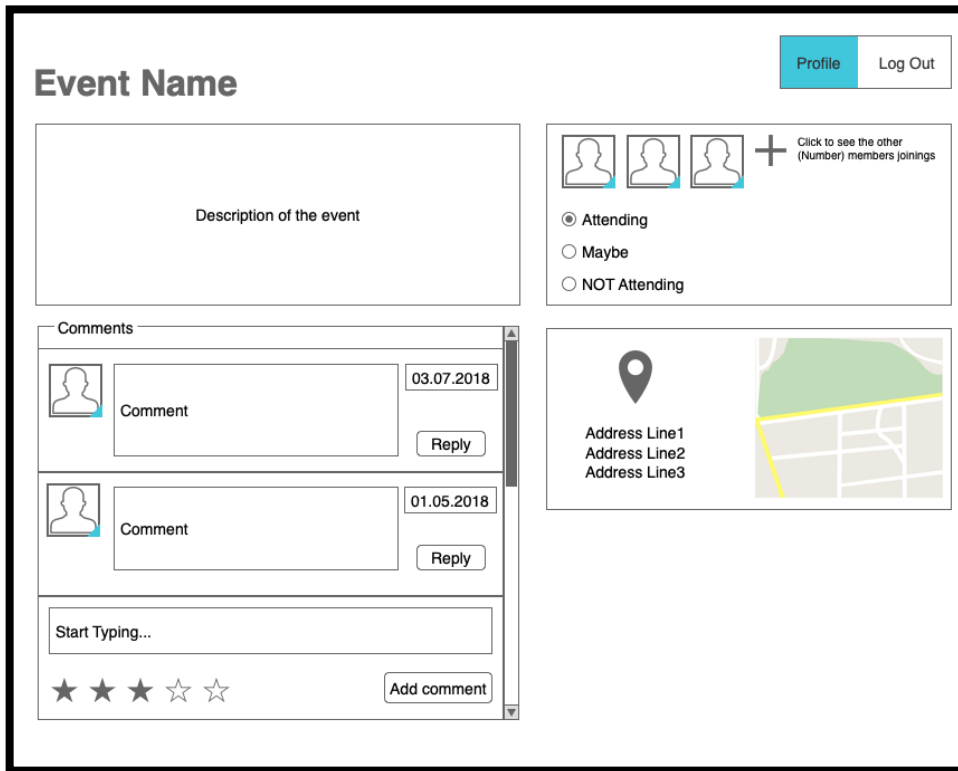 Profile
Log Out
Event Name
Description of the event
Click to see the other
(Number) members joinings
Attending
Maybe
NOT Attending
Comments
Comment
03.07.2018
Reply
Comment
01.05.2018
Reply
Start Typing...
Add comment
Address Line1
Address Line2
Address Line3